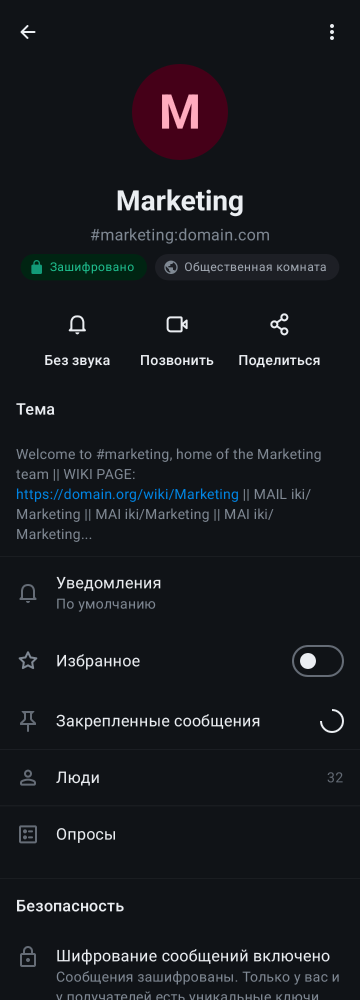 M
Marketing
#marketing:domain.com
Зашифровано
Общественная комната
Без звука
Позвонить
Поделиться
Тема
Welcome to #marketing, home of the Marketing
team || WIKI PAGE:
https://domain.org/wiki/Marketing || MAIL iki/
Marketing || MAI iki/Marketing || MAI iki/
Marketing...
Уведомления
По умолчанию
Избранное
Закрепленные сообщения
Люди
32
Опросы
Безопасность
Шифрование сообщений включено
Сообщения зашифрованы. Только у вас и
у получателей есть уникальные ключи